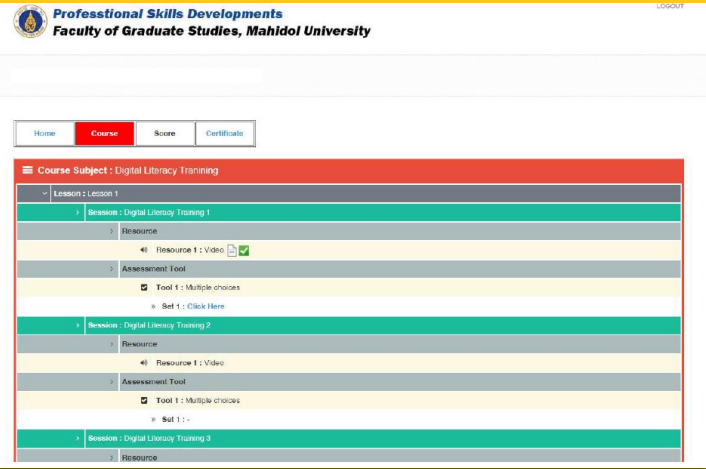 LOGOUT
Professtional Skills Developments
Faculty of Graduate Studies, Mahidol University
Home Course Score Certificate
Course Subject : Digital Literacy Tranining
Lesson : Lesson 1
Session : Digital Literacy Training 1
Resource
Resource 1 : Video
Assessment Tool
Tool 1 : Multiple choices
Set 1 : Click Here
Session : Digital Literacy Training 2
Resource
Resource 1 : Video
Assessment Tool
Tool 1 : Multiple choices
Set 1 : -
Session : Digital Literacy Training 3
Resource